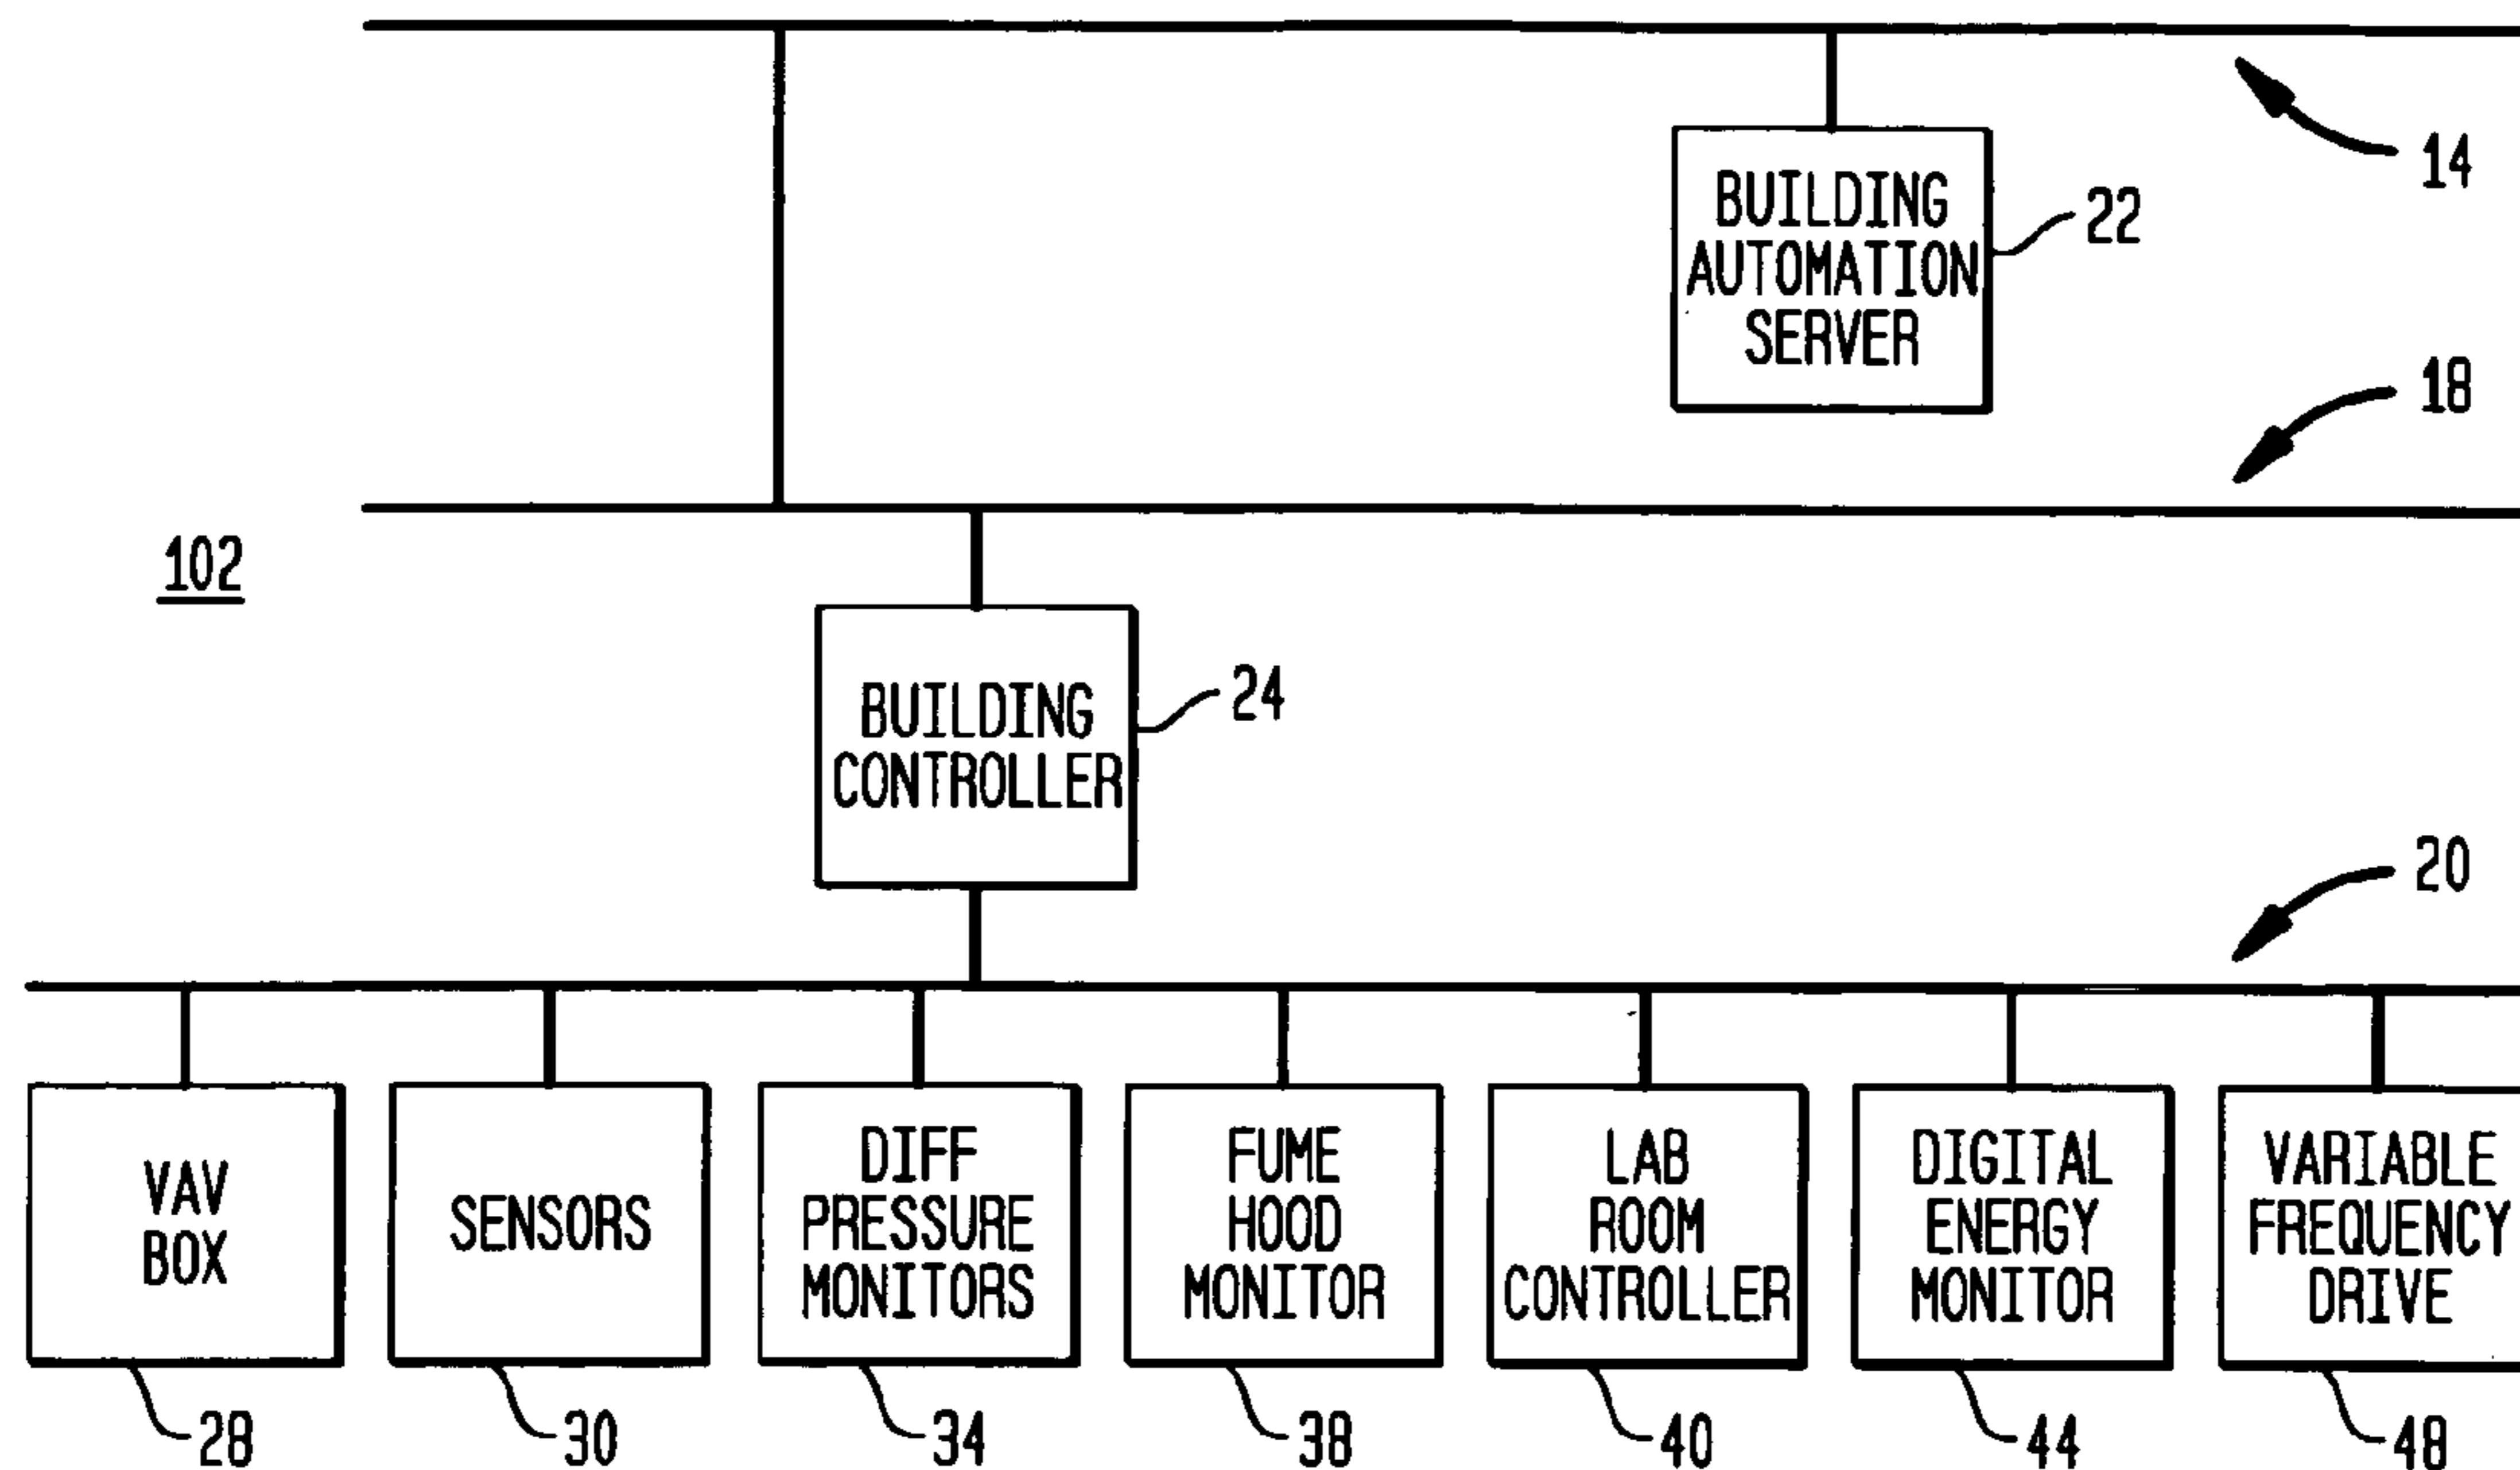 14
BUILDING
AUTOMATION
SERVER
22
18
102
BUILDING
CONTROLLER
24
20
VAV
BOX
SENSORS
DIFF
PRESSURE
MONITORS
FUME
HOOD
MONITOR
LAB
ROOM
CONTROLLER
DIGITAL
ENERGY
MONITOR
VARIABLE
FREQUENCY
DRIVE
28
30
34
38
40
44
48